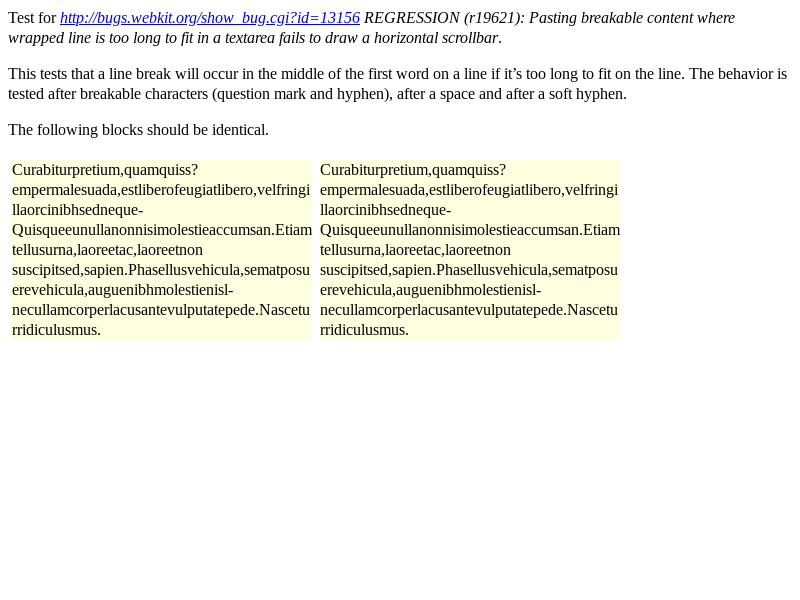 Test for http://bugs.webkit.org/show_bug.cgi?id=13156 REGRESSION (r19621): Pasting breakable content where
wrapped line is too long to fit in a textarea fails to draw a horizontal scrollbar.
This tests that a line break will occur in the middle of the first word on a line if it’s too long to fit on the line. The behavior is
tested after breakable characters (question mark and hyphen), after a space and after a soft hyphen.
The following blocks should be identical.
Curabiturpretium,quamquiss?
empermalesuada,estliberofeugiatlibero,velfringi
llaorcinibhsedneque-
Quisqueeunullanonnisimolestieaccumsan.Etiam
tellusurna,laoreetac,laoreetnon
suscipitsed,sapien.Phasellusvehicula,sematposu
erevehicula,auguenibhmolestienisl-
necullamcorperlacusantevulputatepede.Nascetu
rridiculusmus.
Curabiturpretium,quamquiss?
empermalesuada,estliberofeugiatlibero,velfringi
llaorcinibhsedneque-
Quisqueeunullanonnisimolestieaccumsan.Etiam
tellusurna,laoreetac,laoreetnon
suscipitsed,sapien.Phasellusvehicula,sematposu
erevehicula,auguenibhmolestienisl-
necullamcorperlacusantevulputatepede.Nascetu
rridiculusmus.